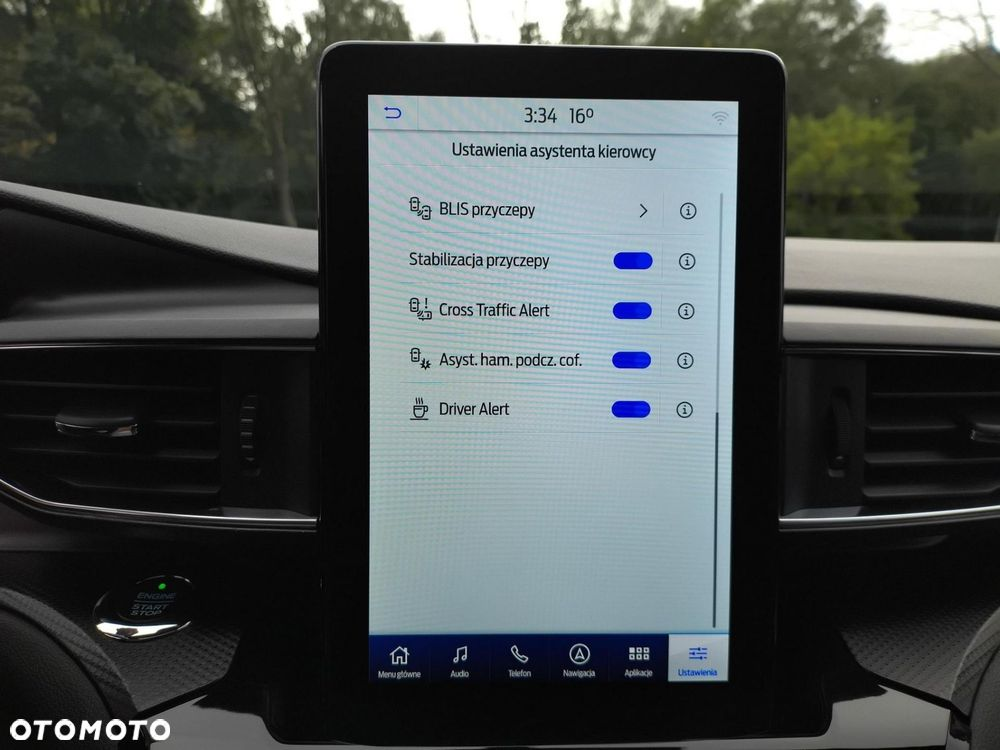 3:34 16º
Ustawienia asystenta kierowcy
BLIS przyczepy
Stabilizacja przyczepy
Cross Traffic Alert
Asyst. ham. podcz. cof.
Driver Alert
ENGINE
START
STOP
Menu główne
Audio
Telefon
Nawigacja
Aplikacje
Ustawienia
OTOMOTO